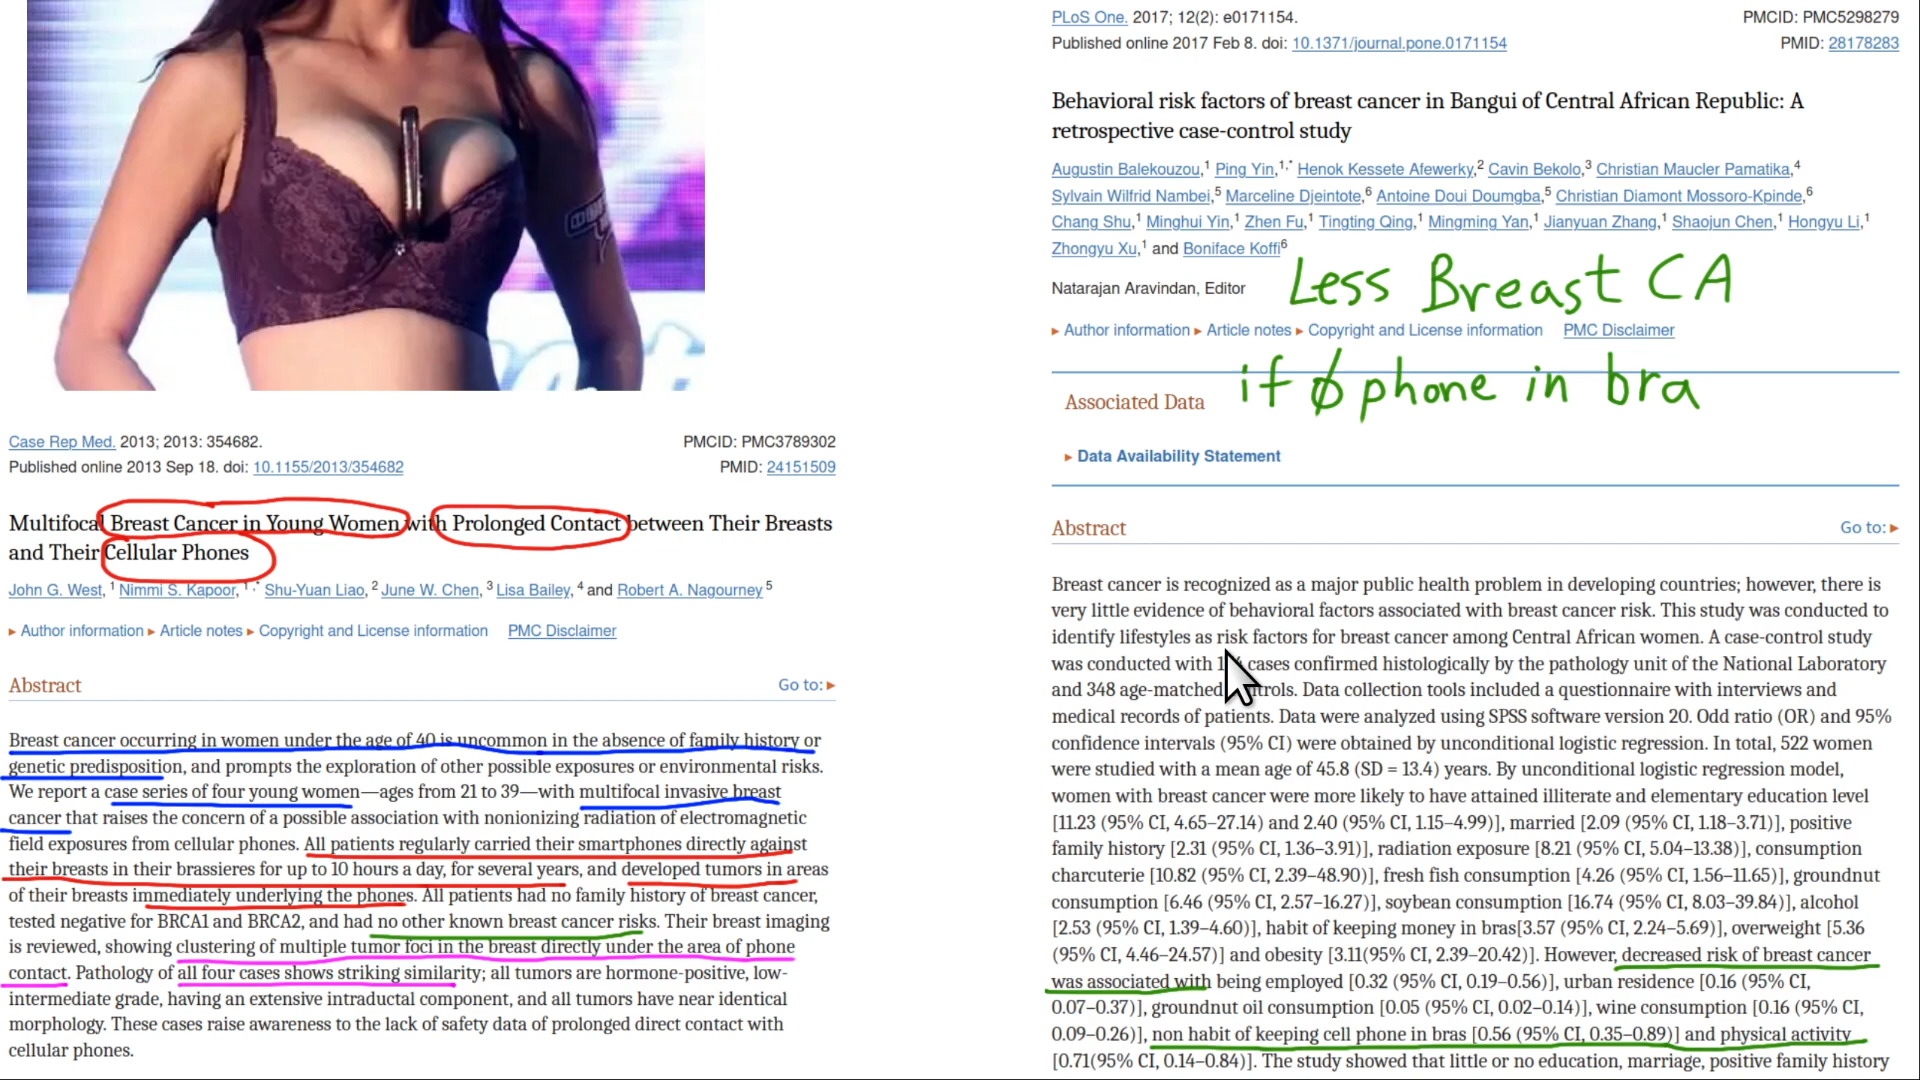 Case Rep Med. 2013; 2013: 354682.
PMCID: PMC3789302
Published online 2013 Sep 18. doi: 10.1155/2013/354682
PMID: 24151509
Multifocal Breast Cancer in Young Women with Prolonged Contact between Their Breasts
and Their Cellular Phones
John G. West, 1 Nimmi S. Kapoor, 1 ,* Shu-Yuan Liao, 2 June W. Chen, 3 Lisa Bailey, 4 and Robert A. Nagourney 5
▸ Author information ▸ Article notes ▸ Copyright and License information PMC Disclaimer
Abstract
Go to: ▸
Breast cancer occurring in women under the age of 40 is uncommon in the absence of family history or
genetic predisposition, and prompts the exploration of other possible exposures or environmental risks.
We report a case series of four young women—ages from 21 to 39—with multifocal invasive breast
cancer that raises the concern of a possible association with nonionizing radiation of electromagnetic
field exposures from cellular phones. All patients regularly carried their smartphones directly against
their breasts in their brassieres for up to 10 hours a day, for several years, and developed tumors in areas
of their breasts immediately underlying the phones. All patients had no family history of breast cancer,
tested negative for BRCA1 and BRCA2, and had no other known breast cancer risks. Their breast imaging
is reviewed, showing clustering of multiple tumor foci in the breast directly under the area of phone
contact. Pathology of all four cases shows striking similarity; all tumors are hormone-positive, low-
intermediate grade, having an extensive intraductal component, and all tumors have near identical
morphology. These cases raise awareness to the lack of safety data of prolonged direct contact with
cellular phones.
PLoS One. 2017; 12(2): e0171154.
PMCID: PMC5298279
Published online 2017 Feb 8. doi: 10.1371/journal.pone.0171154
PMID: 28178283
Behavioral risk factors of breast cancer in Bangui of Central African Republic: A
retrospective case-control study
Augustin Balekouzou,1 Ping Yin,1,* Henok Kessete Afewerky,2 Cavin Bekolo,3 Christian Maucler Pamatika,4
Sylvain Wilfrid Nambei,5 Marceline Djeintote,6 Antoine Doui Doumgba,5 Christian Diamont Mossoro-Kpinde,6
Chang Shu,1 Minghui Yin,1 Zhen Fu,1 Tingting Qing,1 Mingming Yan,1 Jianyuan Zhang,1 Shaojun Chen,1 Hongyu Li,1
Zhongyu Xu,1 and Boniface Koffi6
Less Breast CA
Natarajan Aravindan, Editor
▸ Author information ▸ Article notes ▸ Copyright and License information PMC Disclaimer
if ∅ phone in bra
Associated Data
▸ Data Availability Statement
Abstract
Go to: ▸
Breast cancer is recognized as a major public health problem in developing countries; however, there is
very little evidence of behavioral factors associated with breast cancer risk. This study was conducted to
identify lifestyles as risk factors for breast cancer among Central African women. A case-control study
was conducted with cases confirmed histologically by the pathology unit of the National Laboratory
and 348 age-matched controls. Data collection tools included a questionnaire with interviews and
medical records of patients. Data were analyzed using SPSS software version 20. Odd ratio (OR) and 95%
confidence intervals (95% CI) were obtained by unconditional logistic regression. In total, 522 women
were studied with a mean age of 45.8 (SD = 13.4) years. By unconditional logistic regression model,
women with breast cancer were more likely to have attained illiterate and elementary education level
[11.23 (95% CI, 4.65–27.14) and 2.40 (95% CI, 1.15–4.99)], married [2.09 (95% CI, 1.18–3.71)], positive
family history [2.31 (95% CI, 1.36–3.91)], radiation exposure [8.21 (95% CI, 5.04–13.38)], consumption
charcuterie [10.82 (95% CI, 2.39–48.90)], fresh fish consumption [4.26 (95% CI, 1.56–11.65)], groundnut
consumption [6.46 (95% CI, 2.57–16.27)], soybean consumption [16.74 (95% CI, 8.03–39.84)], alcohol
[2.53 (95% CI, 1.39–4.60)], habit of keeping money in bras[3.57 (95% CI, 2.24–5.69)], overweight [5.36
(95% CI, 4.46–24.57)] and obesity [3.11(95% CI, 2.39–20.42)]. However, decreased risk of breast cancer
was associated with being employed [0.32 (95% CI, 0.19–0.56)], urban residence [0.16 (95% CI,
0.07–0.37)], groundnut oil consumption [0.05 (95% CI, 0.02–0.14)], wine consumption [0.16 (95% CI,
0.09–0.26)], non habit of keeping cell phone in bras [0.56 (95% CI, 0.35–0.89)] and physical activity
[0.71(95% CI, 0.14–0.84)]. The study showed that little or no education, marriage, positive family history